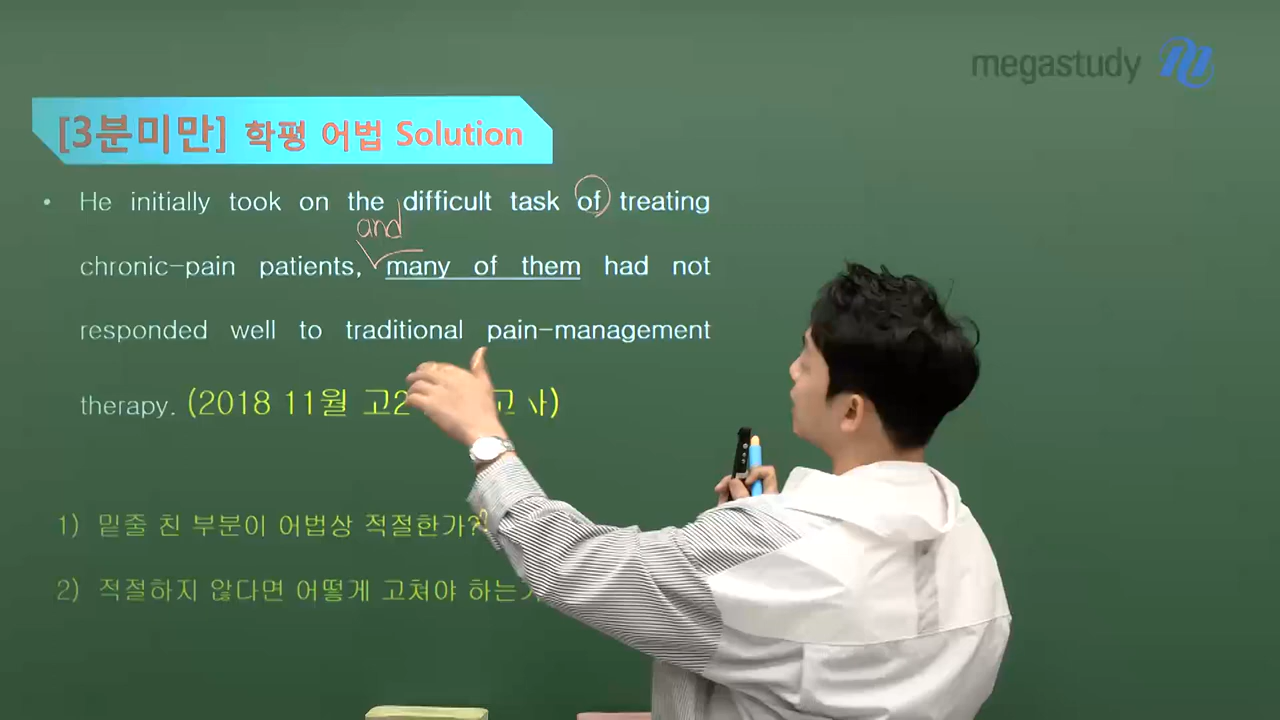 megastudy
[3분미만] 학평 어법 Solution
• He initially took on the difficult task of treating
and
chronic-pain patients, many of them had not
responded well to traditional pain-management
therapy. (2018 11월 고2
1) 밑줄 친 부분이 어법상 적절한가?
2) 적절하지 않다면 어떻게 고쳐야 하는